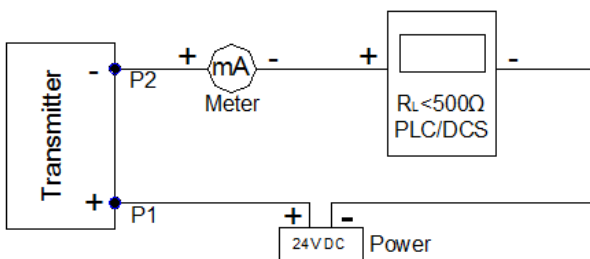 Transmitter
-
P2
+
mA
-
Meter
+
-
RL<500Ω
PLC/DCS
+
P1
+
-
24VDC
Power